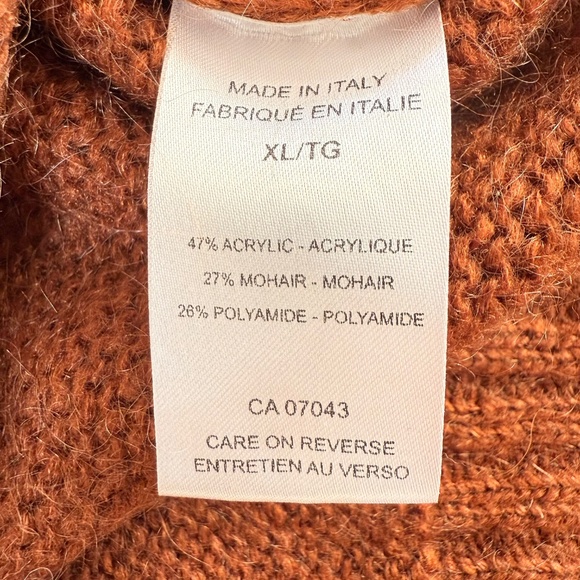 MADE IN ITALY
FABRIQUÉ EN ITALIE
XL/TG
47% ACRYLIC - ACRYLIQUE
27% MOHAIR - MOHAIR
26% POLYAMIDE - POLYAMIDE
CA 07043
CARE ON REVERSE
ENTRETIEN AU VERSO